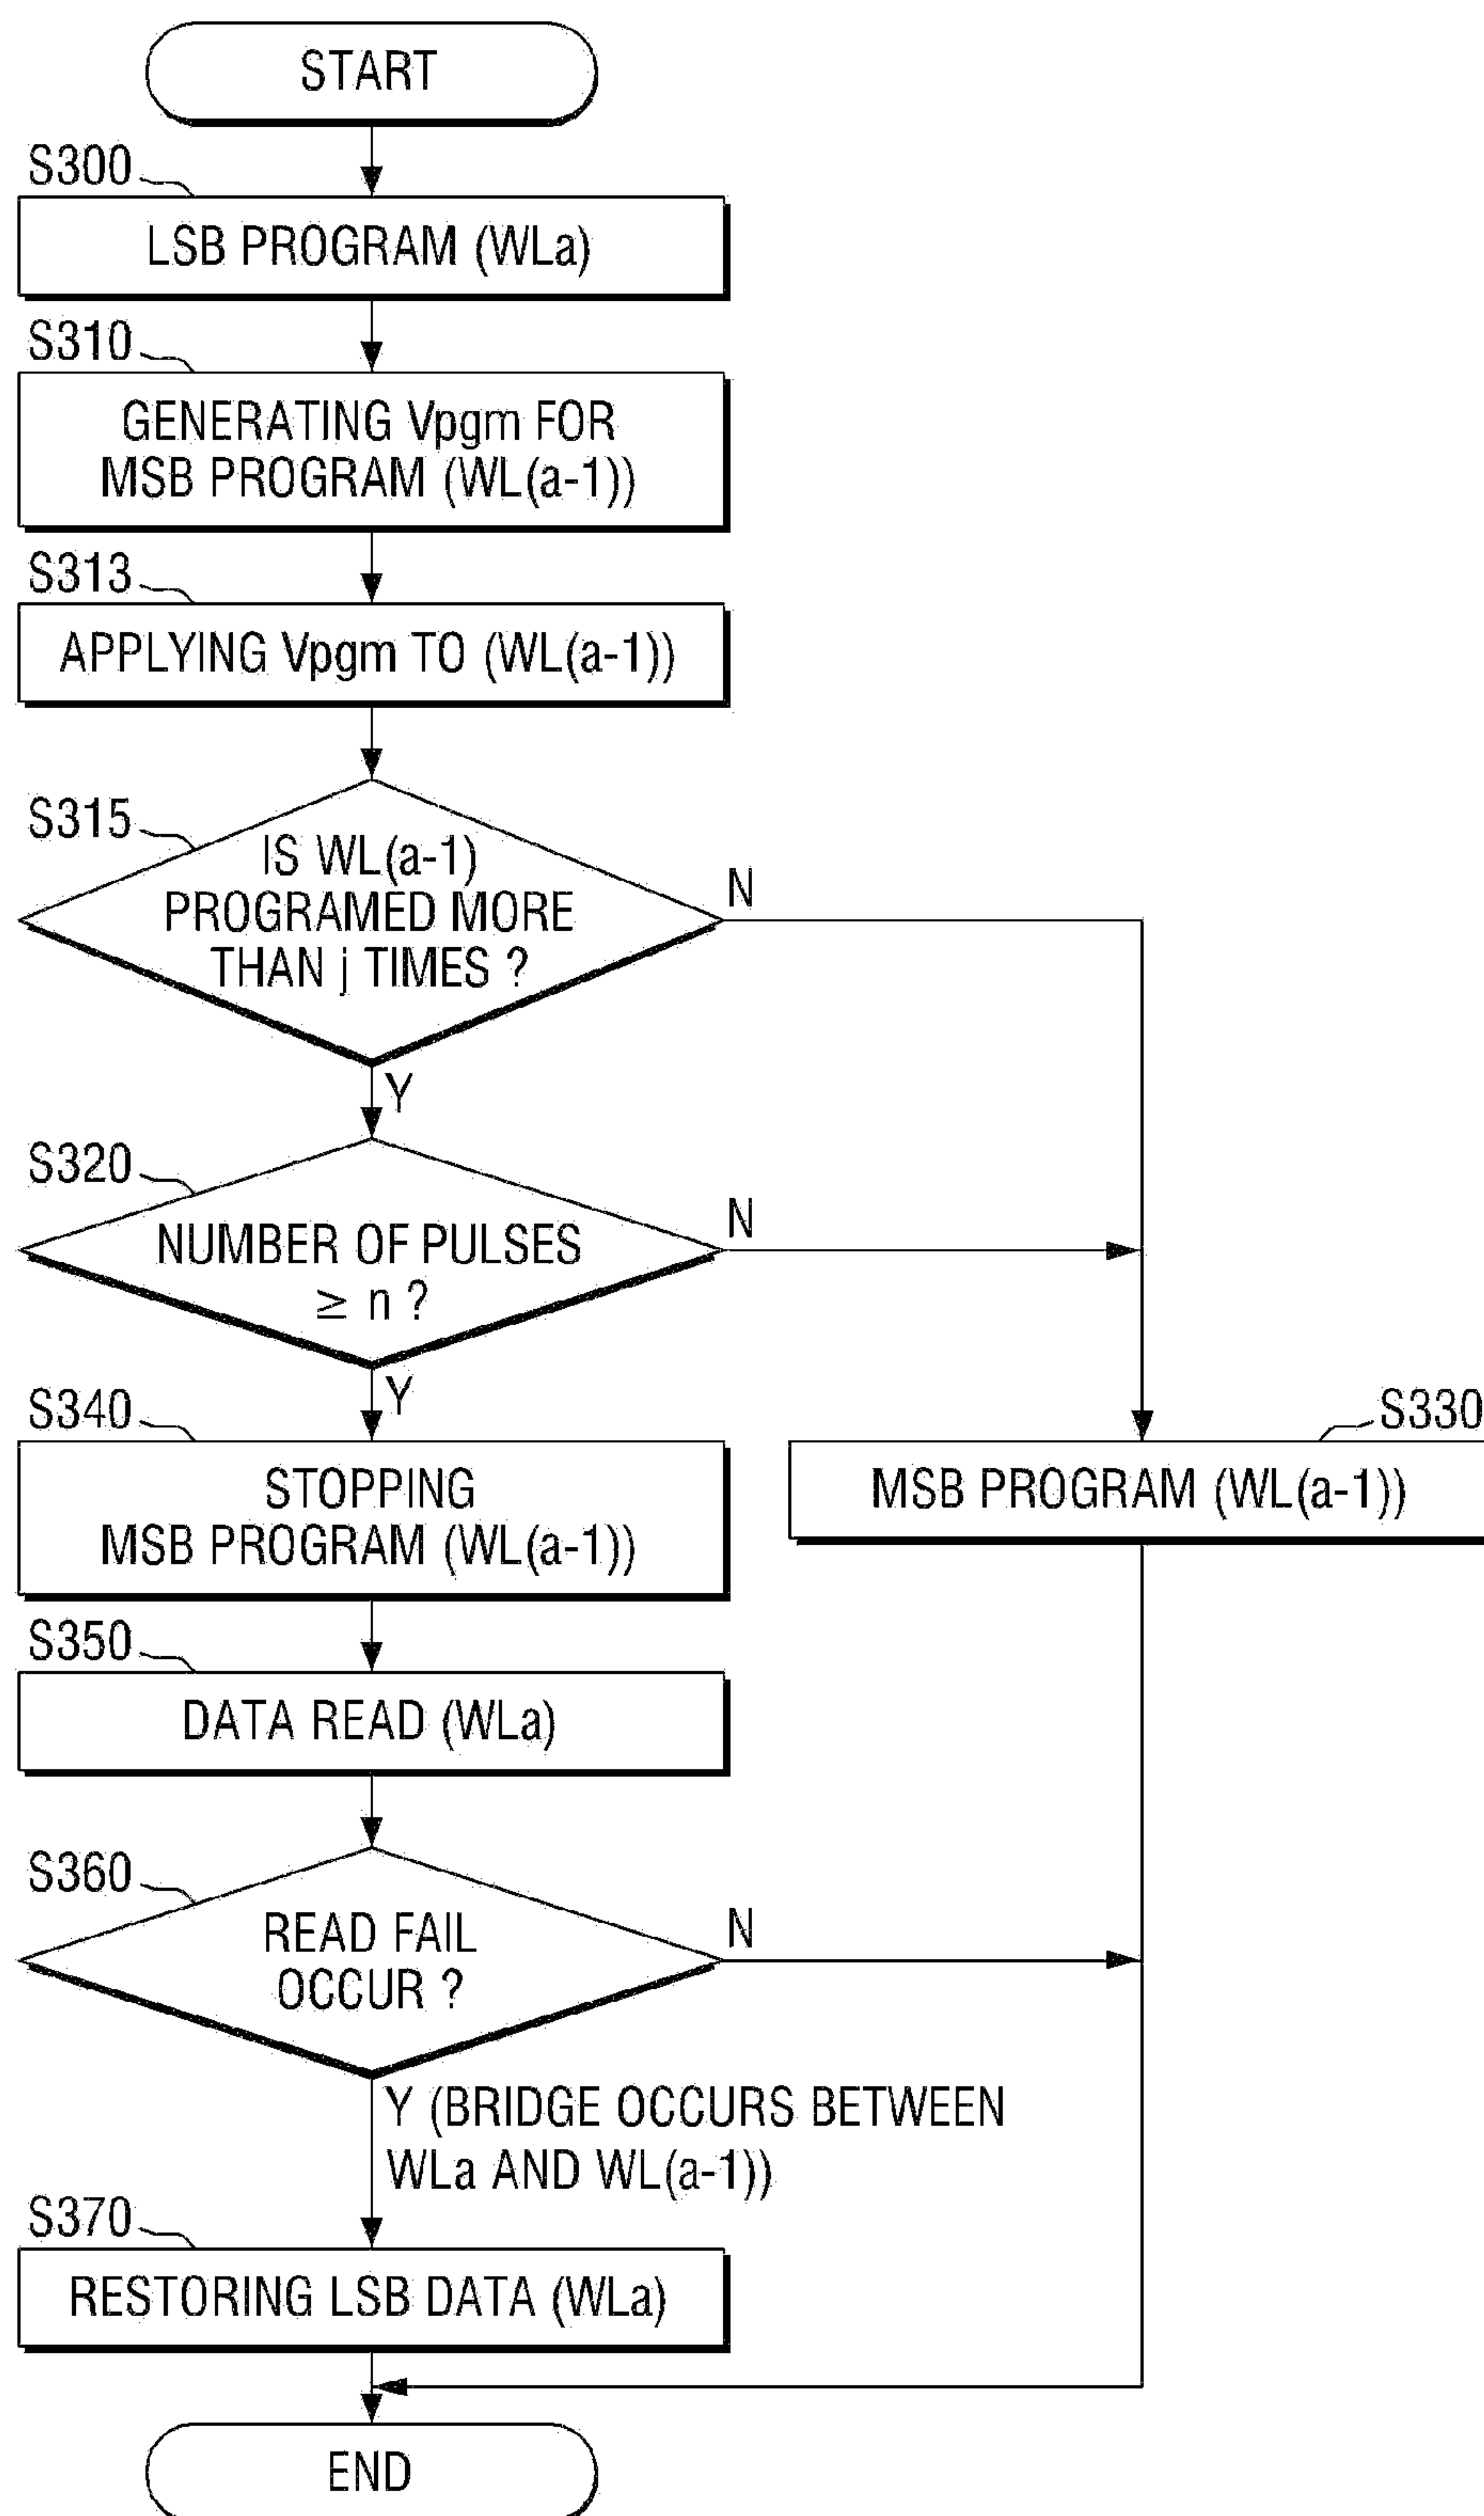 START
S300
LSB PROGRAM (WLa)
S310
GENERATING Vpgm FOR
MSB PROGRAM (WL(a-1))
S313
APPLYING Vpgm TO (WL(a-1))
S315
IS WL(a-1)
PROGRAMED MORE
THAN j TIMES ?
N
Y
S320
NUMBER OF PULSES
≥ n ?
N
Y
S340
STOPPING
MSB PROGRAM (WL(a-1))
S330
MSB PROGRAM (WL(a-1))
S350
DATA READ (WLa)
S360
READ FAIL
OCCUR ?
N
Y (BRIDGE OCCURS BETWEEN
WLa AND WL(a-1))
S370
RESTORING LSB DATA (WLa)
END